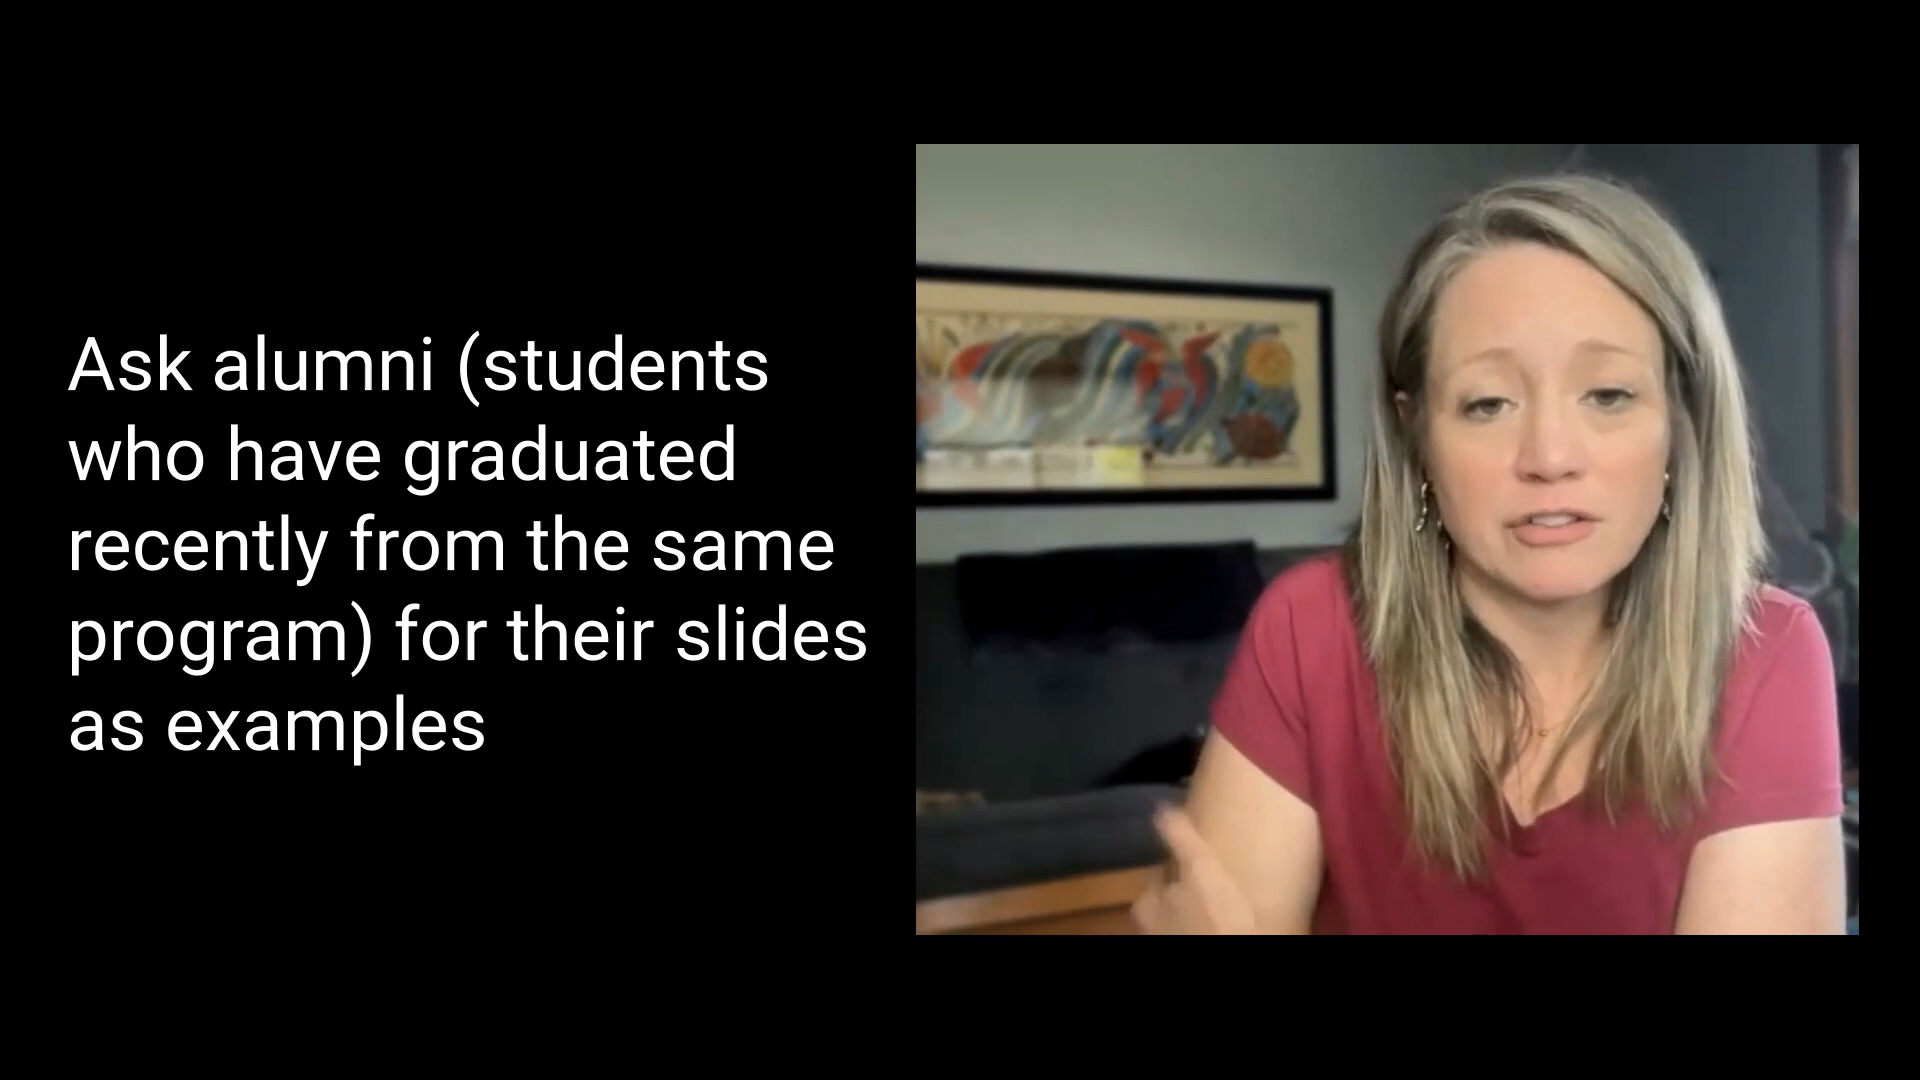 Ask alumni (students
who have graduated
recently from the same
program) for their slides
as examples